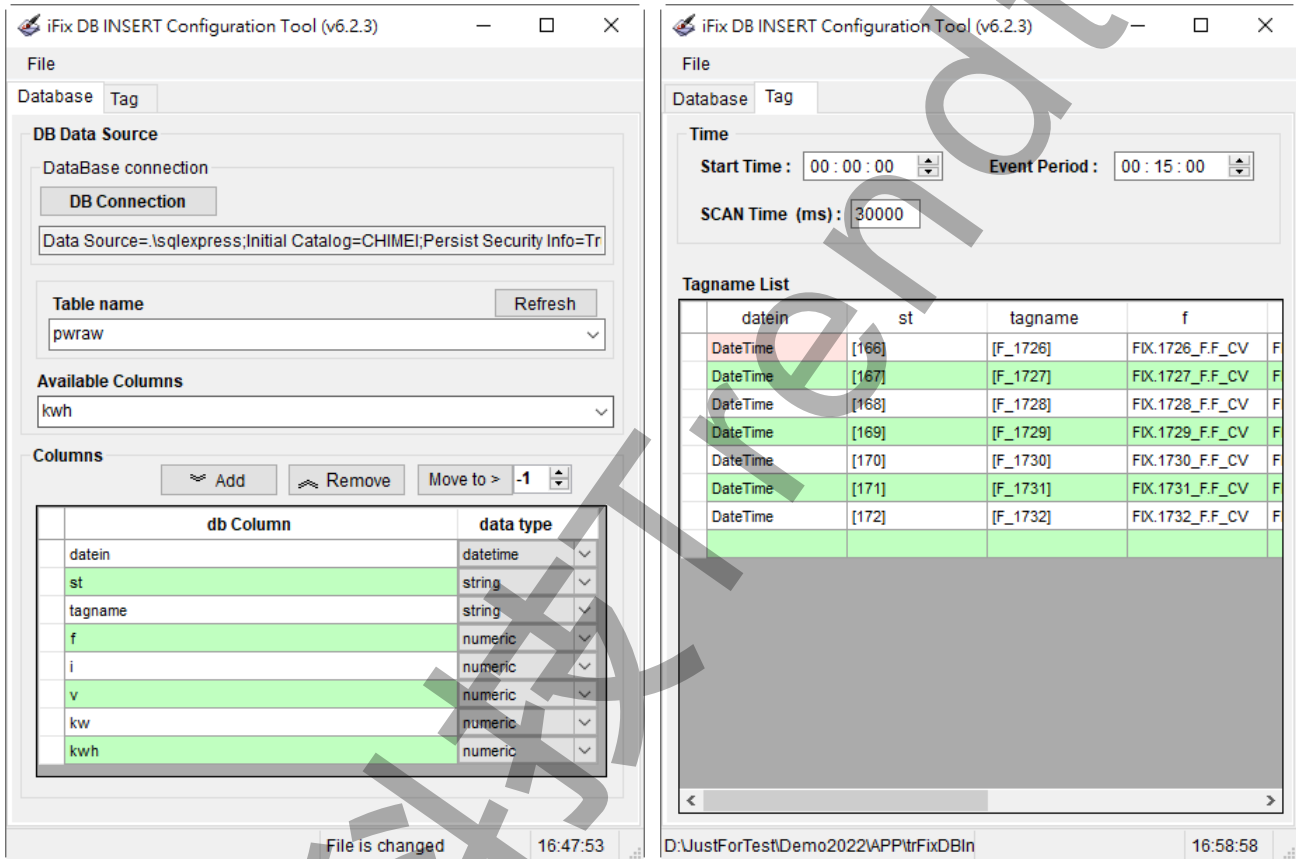 iFix DB INSERT Configuration Tool (v6.2.3)
File
Database Tag
DB Data Source
DataBase connection
DB Connection
Data Source=.\sqlexpress;Initial Catalog=CHIMEI;Persist Security Info=Tr
Table name
Refresh
pwraw
Available Columns
kwh
Columns
Add Remove Move to > -1
db Column data type
datein datetime
st string
tagname string
f numeric
i numeric
v numeric
kw numeric
kwh numeric
File is changed 16:47:53
iFix DB INSERT Configuration Tool (v6.2.3)
File
Database Tag
Time
Start Time : 00 : 00 : 00 Event Period : 00 : 15 : 00
SCAN Time (ms) : 30000
Tagname List
datein st tagname f
DateTime [166] [F_1726] FIX.1726_F.F_CV F
DateTime [167] [F_1727] FIX.1727_F.F_CV F
DateTime [168] [F_1728] FIX.1728_F.F_CV F
DateTime [169] [F_1729] FIX.1729_F.F_CV F
DateTime [170] [F_1730] FIX.1730_F.F_CV F
DateTime [171] [F_1731] FIX.1731_F.F_CV F
DateTime [172] [F_1732] FIX.1732_F.F_CV F
D:\JustForTest\Demo2022\APP\trFixDBIn 16:58:58
技Trendt